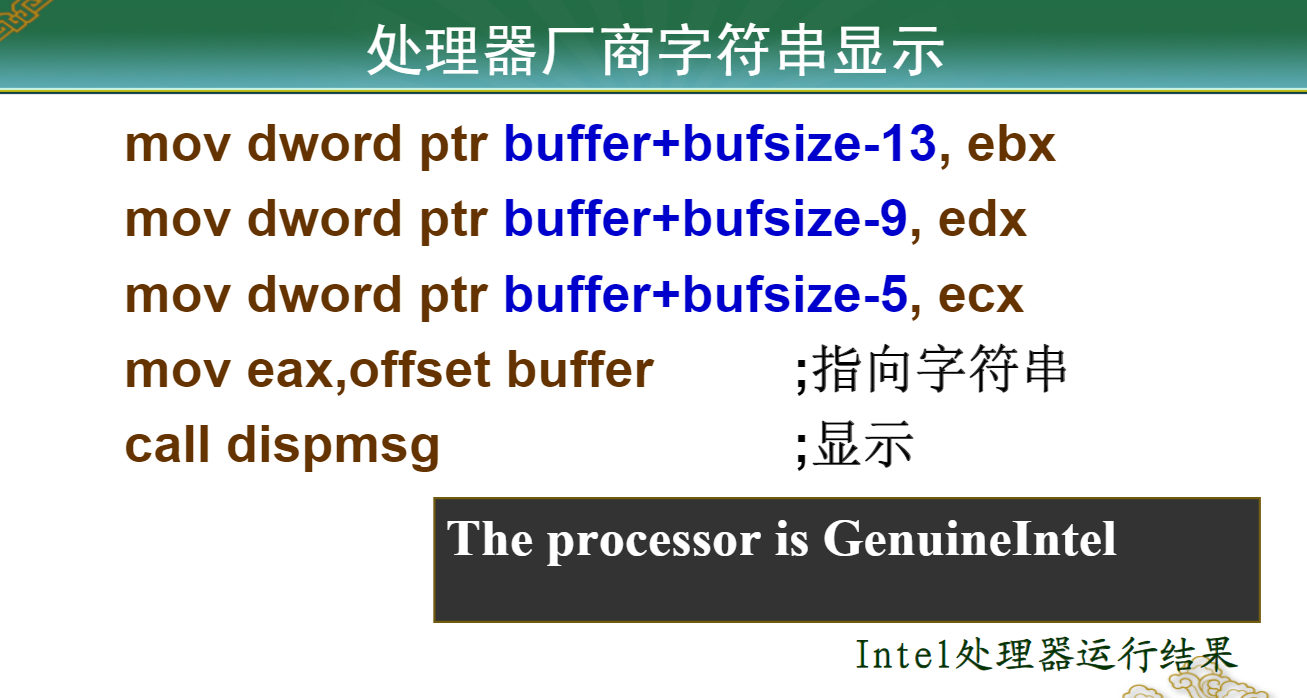 处理器厂商字符串显示
mov dword ptr buffer+bufsize-13, ebx
mov dword ptr buffer+bufsize-9, edx
mov dword ptr buffer+bufsize-5, ecx
mov eax,offset buffer ;指向字符串
call dispmsg ;显示
The processor is GenuineIntel
Intel处理器运行结果